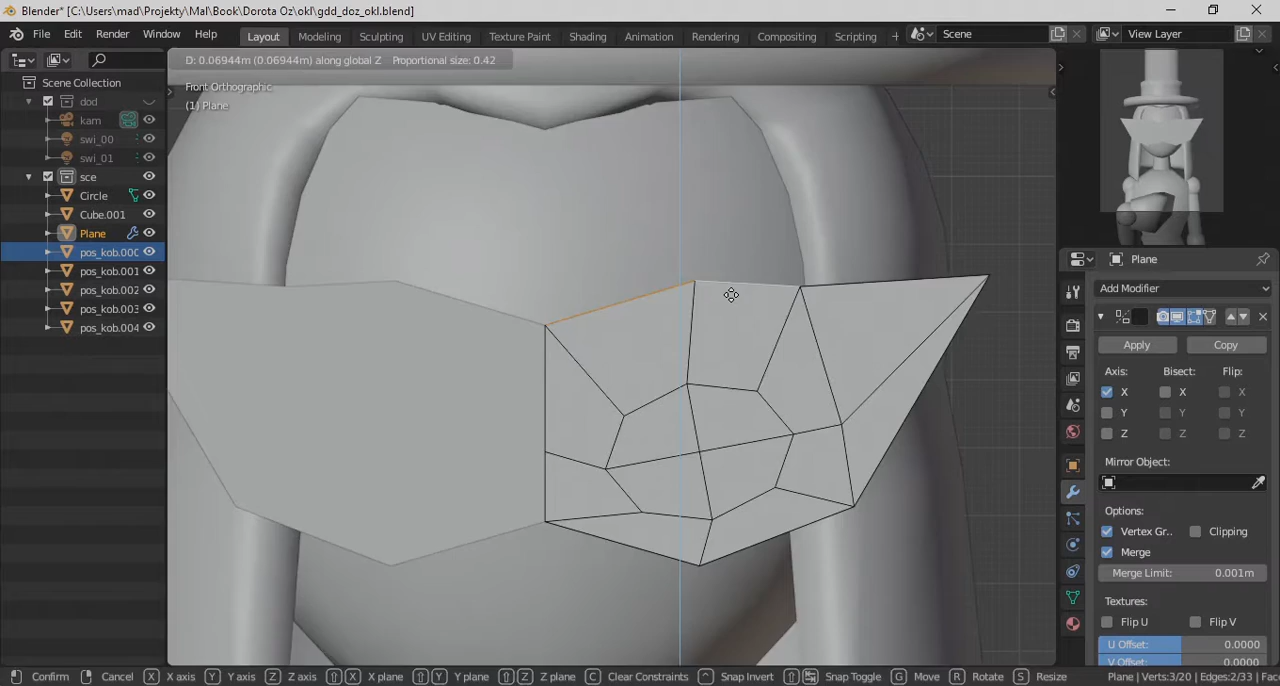 Blender* [C:\Users\mad\Projekty\Mal\Book\Dorota Oz\okl\gdd_doz_okl.blend]
File Edit Render Window Help Layout Modeling Sculpting UV Editing Texture Paint Shading Animation Rendering Compositing Scripting + Scene View Layer
D: 0.06944m (0.06944m) along global Z Proportional size: 0.42
Front Orthographic
(1) Plane
Scene Collection
dod
kam
swi_00
swi_01
sce
Circle
Cube.001
Plane
pos_kob.000
pos_kob.001
pos_kob.002
pos_kob.003
pos_kob.004
Plane
Add Modifier
Apply Copy
Axis: Bisect: Flip:
X X X
Y Y Y
Z Z Z
Mirror Object:
Options:
Vertex Gr.. Clipping
Merge
Merge Limit: 0.001m
Textures:
Flip U Flip V
U Offset: 0.0000
V Offset: 0.0000
Confirm Cancel X X axis Y Y axis Z Z axis X X plane Y Y plane Z Z plane C Clear Constraints Snap Invert Snap Toggle G Move R Rotate S Resize Plane | Verts:3/20 | Edges:2/33 | Fac